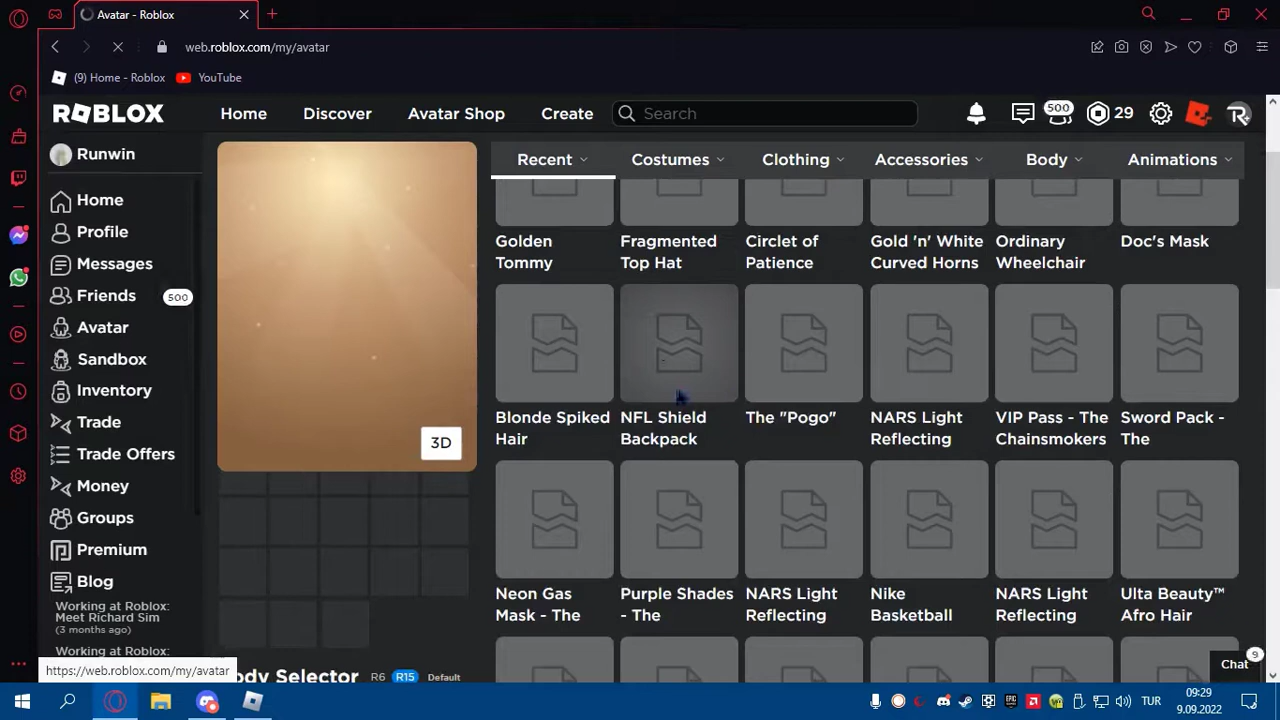 Avatar - Roblox
web.roblox.com/my/avatar
(9) Home - Roblox
YouTube
ROBLOX
Home
Discover
Avatar Shop
Create
Search
500
29
Runwin
Home
Profile
Messages
Friends
500
Avatar
Sandbox
Inventory
Trade
Trade Offers
Money
Groups
Premium
Blog
Working at Roblox:
Meet Richard Sim
(3 months ago)
Working at Roblox:
https://web.roblox.com/my/avatar
3D
Body Selector R6 R15 Default
Recent
Costumes
Clothing
Accessories
Body
Animations
Golden
Tommy
Fragmented
Top Hat
Circlet of
Patience
Gold 'n' White
Curved Horns
Ordinary
Wheelchair
Doc's Mask
Blonde Spiked
Hair
NFL Shield
Backpack
The "Pogo"
NARS Light
Reflecting
VIP Pass - The
Chainsmokers
Sword Pack -
The
Neon Gas
Mask - The
Purple Shades
- The
NARS Light
Reflecting
Nike
Basketball
NARS Light
Reflecting
Ulta Beauty™
Afro Hair
Chat
9
TUR
09:29
9.09.2022